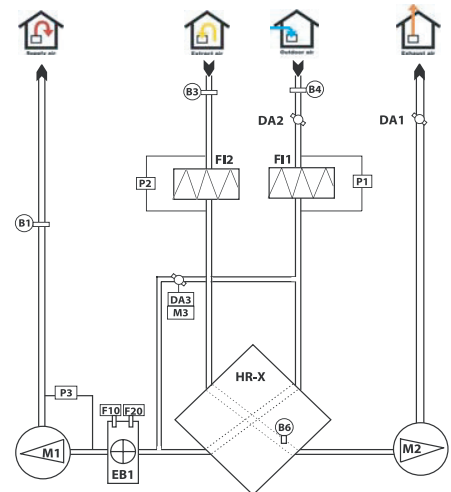 Supply air
Extract air
Outdoor air
Exhaust air
B3
B4
DA2
DA1
FI2
FI1
P2
P1
B1
DA3
M3
HR-X
P3
F10
F20
B6
M1
EB1
M2